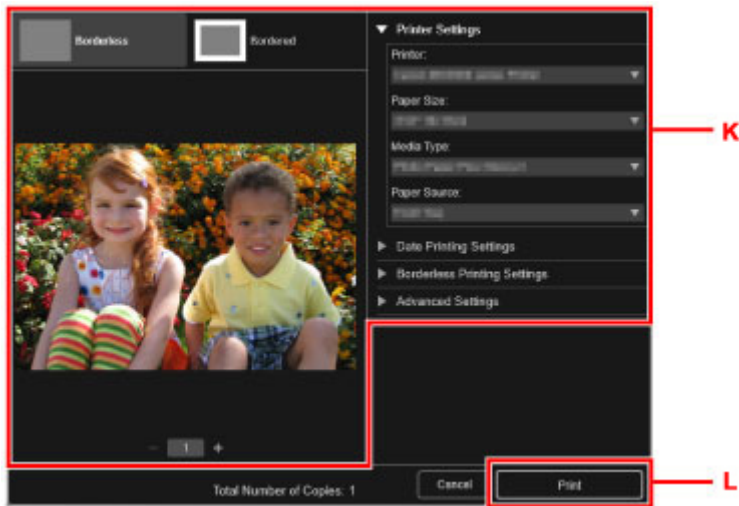 Borderless
Bordered
Printer Settings
Printer:
Paper Size:
Media Type:
Paper Source:
Date Printing Settings
Borderless Printing Settings
Advanced Settings
K
1
Total Number of Copies: 1
Cancel
Print
L